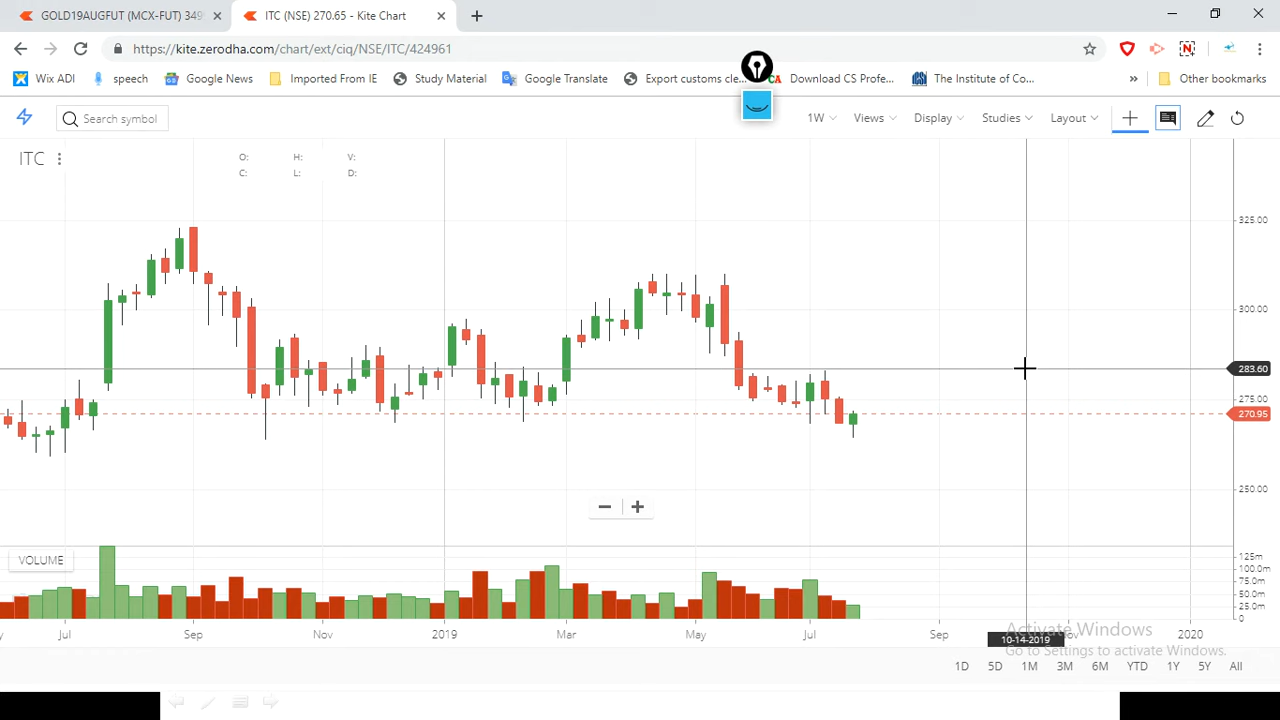 GOLD19AUGFUT (MCX-FUT) 349
ITC (NSE) 270.65 - Kite Chart
https://kite.zerodha.com/chart/ext/ciq/NSE/ITC/424961
Wix ADI
speech
Google News
Imported From IE
Study Material
Google Translate
Export customs cle...
CA
Download CS Profe...
The Institute of Co...
»
Other bookmarks
Search symbol
1W
Views
Display
Studies
Layout
ITC
O: H: V:
C: L: D:
325.00
300.00
283.60
275.00
270.95
250.00
VOLUME
125m
100.0m
75.0m
50.0m
25.0m
0
Jul Sep Nov 2019 Mar May Jul Sep 2020
10-14-2019
Activate Windows
Go to Settings to activate Windows.
1D 5D 1M 3M 6M YTD 1Y 5Y All